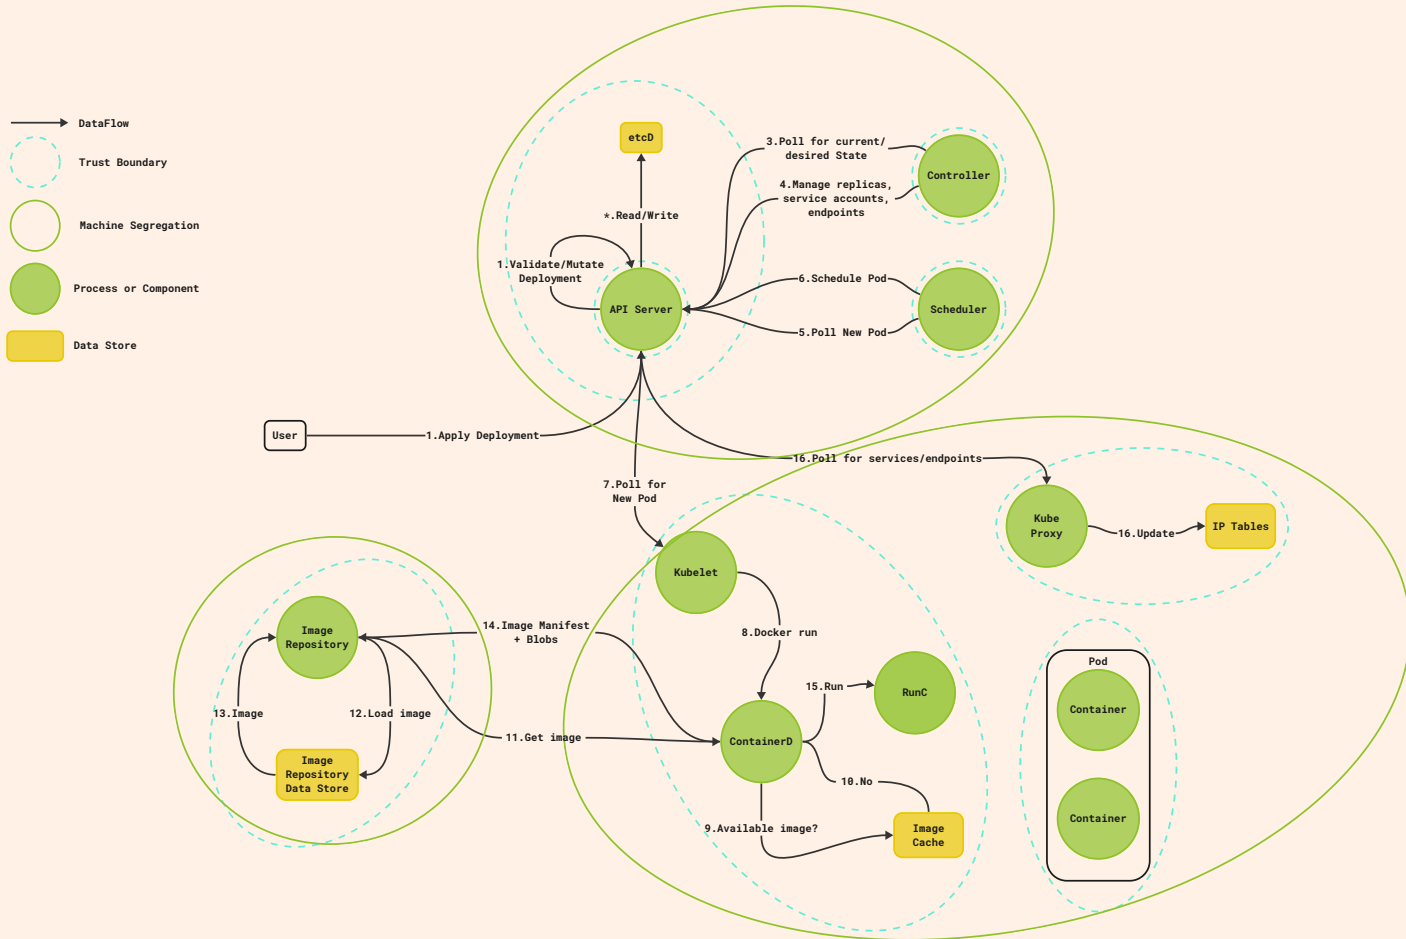 DataFlow
Trust Boundary
Machine Segregation
Process or Component
Data Store
etcD
*.Read/Write
1.Validate/Mutate
Deployment
API Server
3.Poll for current/
desired State
4.Manage replicas,
service accounts,
endpoints
Controller
6.Schedule Pod
5.Poll New Pod
Scheduler
User
1.Apply Deployment
16.Poll for services/endpoints
7.Poll for
New Pod
Kube
Proxy
16.Update
IP Tables
Kubelet
8.Docker run
14.Image Manifest
+ Blobs
Image
Repository
13.Image
12.Load image
Image
Repository
Data Store
11.Get image
ContainerD
15.Run
RunC
10.No
9.Available image?
Image
Cache
Pod
Container
Container